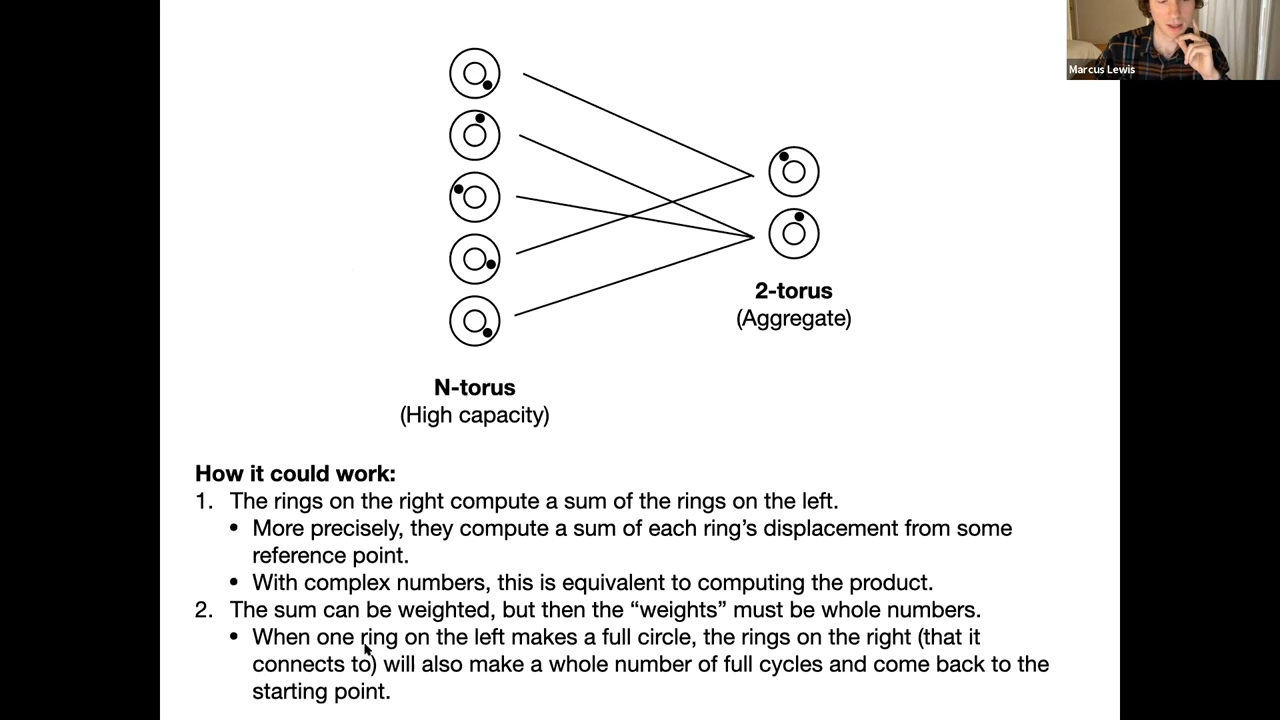 Marcus Lewis
2-torus
(Aggregate)
N-torus
(High capacity)
How it could work:
1. The rings on the right compute a sum of the rings on the left.
• More precisely, they compute a sum of each ring’s displacement from some
reference point.
• With complex numbers, this is equivalent to computing the product.
2. The sum can be weighted, but then the “weights” must be whole numbers.
• When one ring on the left makes a full circle, the rings on the right (that it
connects to) will also make a whole number of full cycles and come back to the
starting point.